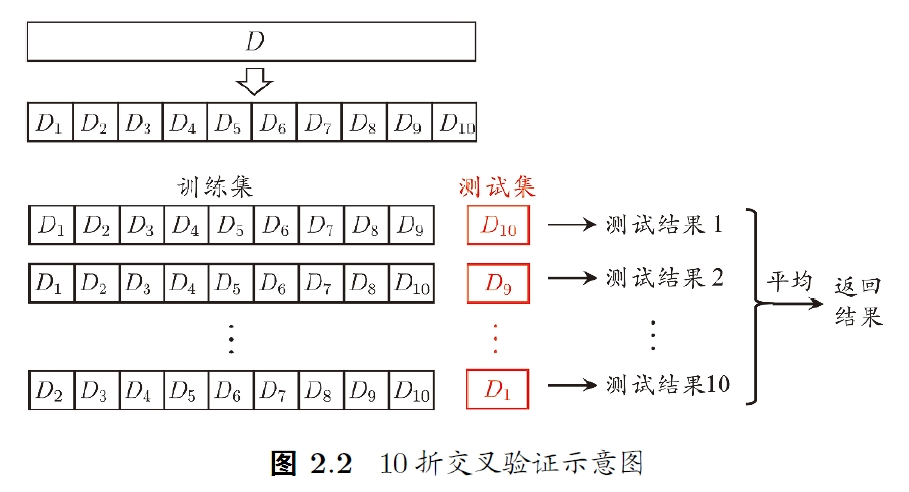 D
D₁ D₂ D₃ D₄ D₅ D₆ D₇ D₈ D₉ D₁₀
训练集 测试集
D₁ D₂ D₃ D₄ D₅ D₆ D₇ D₈ D₉ D₁₀ 测试结果 1
D₁ D₂ D₃ D₄ D₅ D₆ D₇ D₈ D₁₀ D₉ 测试结果 2
平均 返回
结果
⋮ ⋮ ⋮
D₂ D₃ D₄ D₅ D₆ D₇ D₈ D₉ D₁₀ D₁ 测试结果10
图 2.2 10 折交叉验证示意图